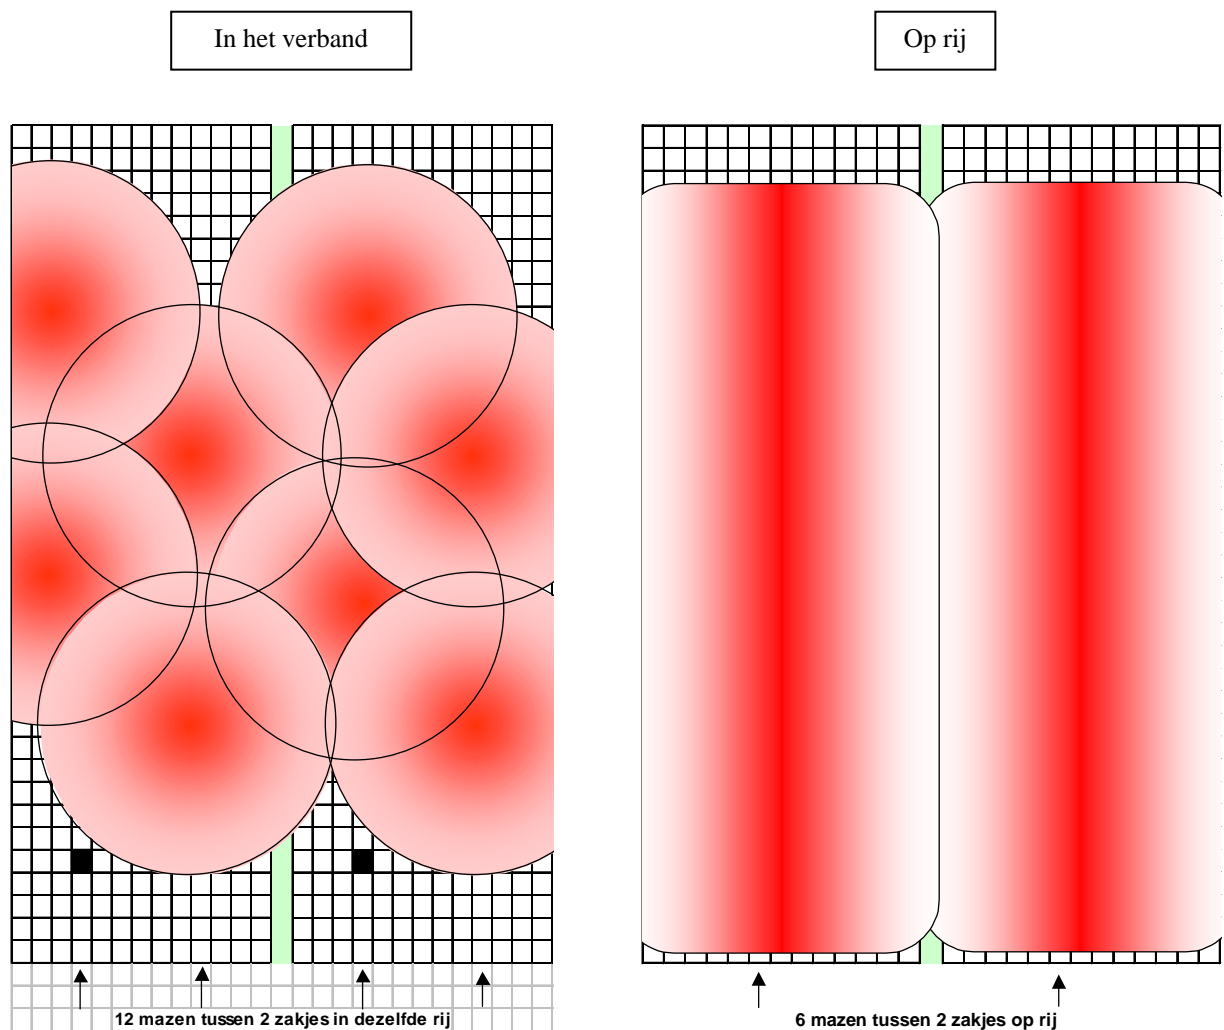 In het verband
Op rij
12 mazen tussen 2 zakjes in dezelfde rij
6 mazen tussen 2 zakjes op rij